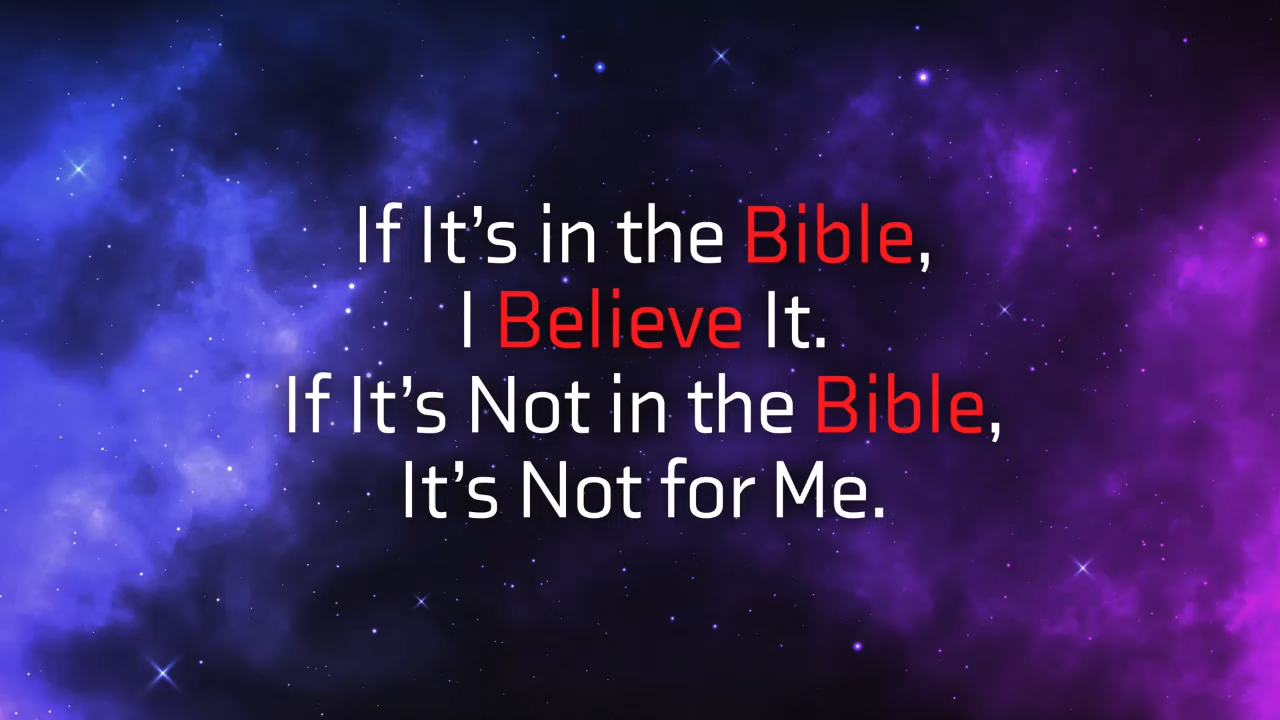 If It’s in the Bible,
I Believe It.
If It’s Not in the Bible,
It’s Not for Me.